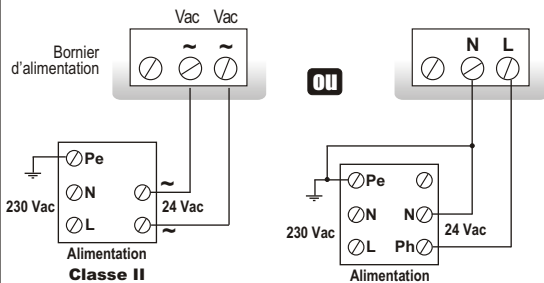 Vac Vac
Bornier
d'alimentation
~ ~
Pe
N
L
230 Vac
~
24 Vac
~
Alimentation
Classe II
ou
N L
Pe
N N
L Ph
230 Vac
24 Vac
Alimentation